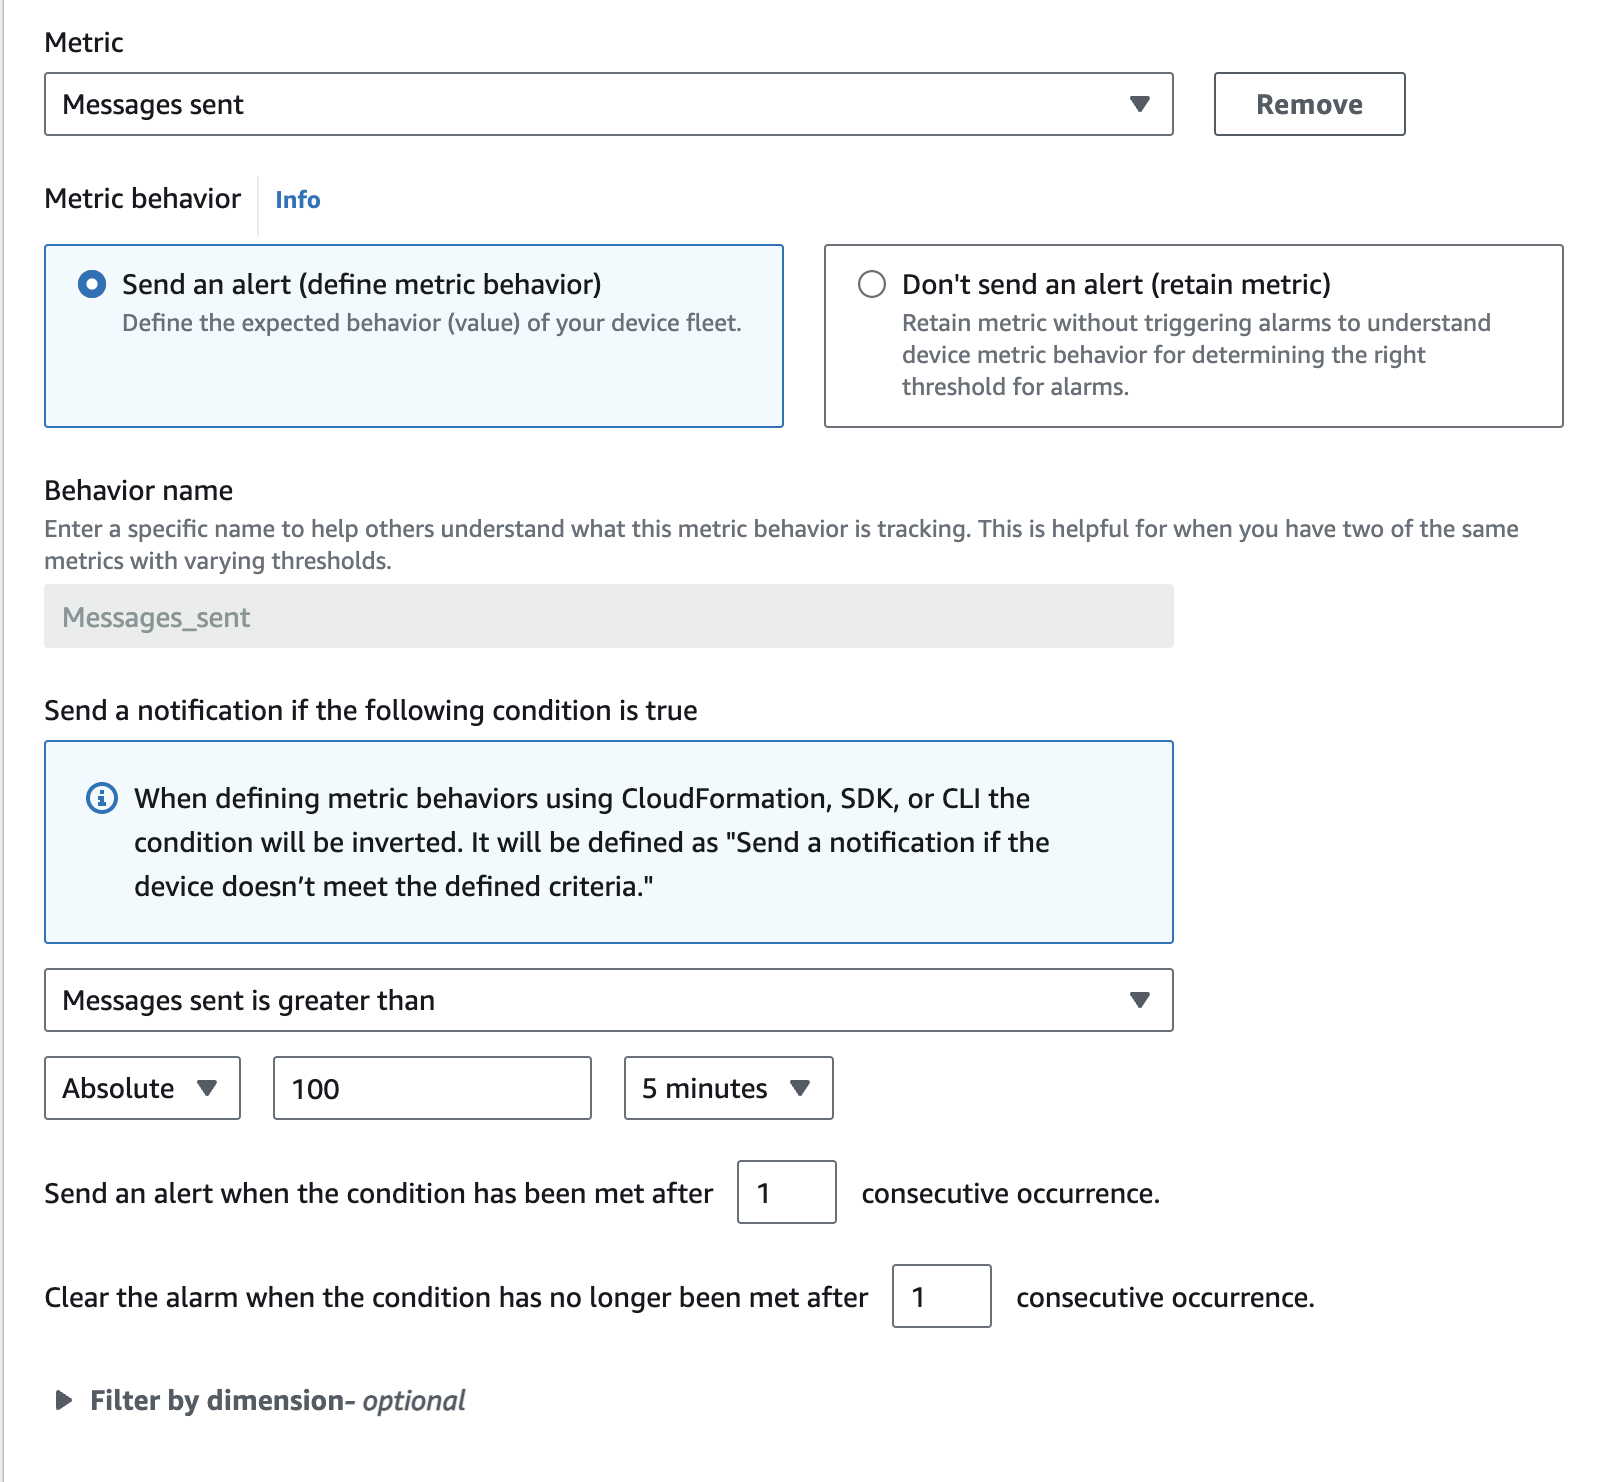 Metric
Messages sent
Remove
Metric behavior
Info
Send an alert (define metric behavior)
Define the expected behavior (value) of your device fleet.
Don't send an alert (retain metric)
Retain metric without triggering alarms to understand
device metric behavior for determining the right
threshold for alarms.
Behavior name
Enter a specific name to help others understand what this metric behavior is tracking. This is helpful for when you have two of the same
metrics with varying thresholds.
Messages_sent
Send a notification if the following condition is true
When defining metric behaviors using CloudFormation, SDK, or CLI the
condition will be inverted. It will be defined as "Send a notification if the
device doesn’t meet the defined criteria."
Messages sent is greater than
Absolute 100 5 minutes
Send an alert when the condition has been met after 1 consecutive occurrence.
Clear the alarm when the condition has no longer been met after 1 consecutive occurrence.
Filter by dimension- optional